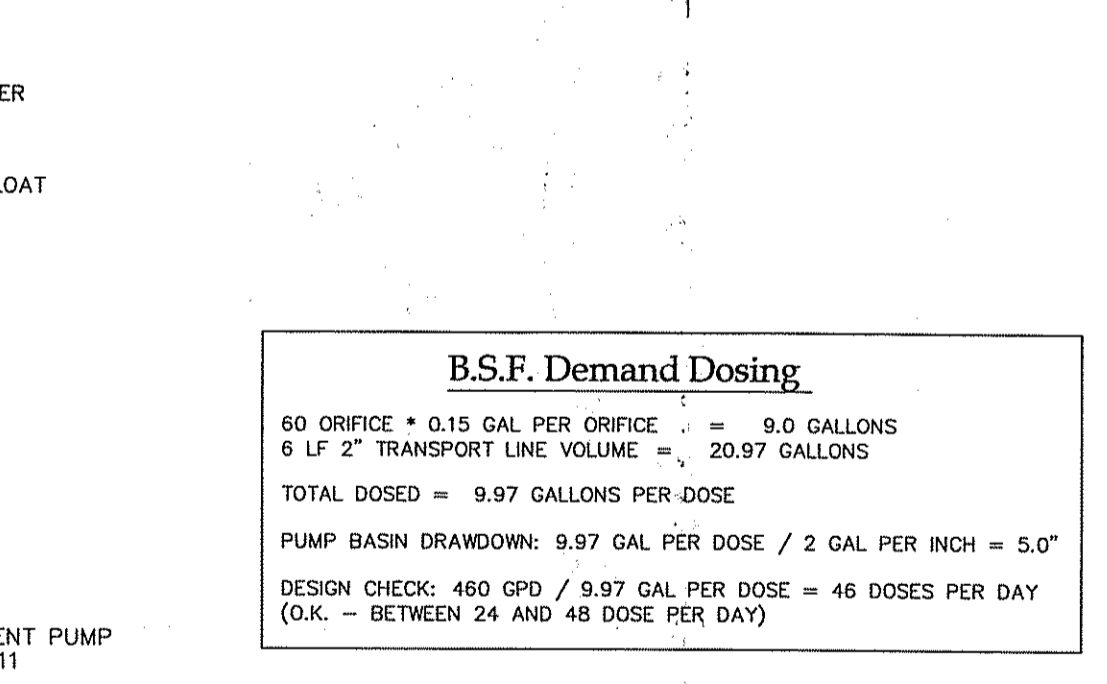 ER
LOAT
B.S.F. Demand Dosing
60 ORIFICE * 0.15 GAL PER ORIFICE = 9.0 GALLONS
6 LF 2" TRANSPORT LINE VOLUME = 20.97 GALLONS
TOTAL DOSED = 9.97 GALLONS PER DOSE
PUMP BASIN DRAWDOWN: 9.97 GAL PER DOSE / 2 GAL PER INCH = 5.0"
DESIGN CHECK: 460 GPD / 9.97 GAL PER DOSE = 46 DOSES PER DAY
(O.K. - BETWEEN 24 AND 48 DOSE PER DAY)
ENT PUMP
11